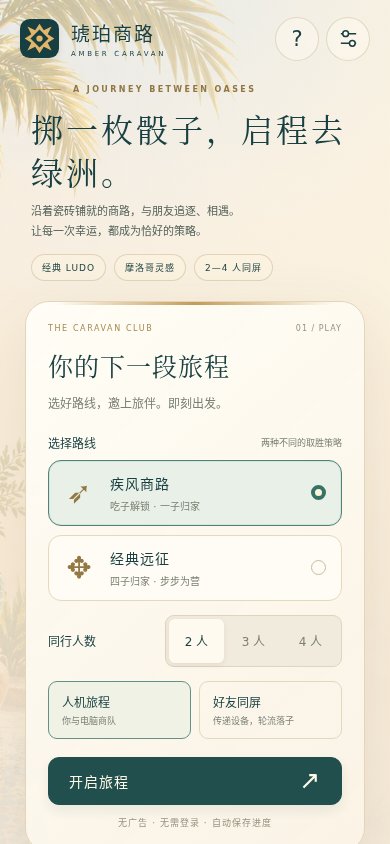 琥珀商路
AMBER CARAVAN
?
A JOURNEY BETWEEN OASES
掷一枚骰子，启程去
绿洲。
沿着瓷砖铺就的商路，与朋友追逐、相遇。
让每一次幸运，都成为恰好的策略。
经典 LUDO
摩洛哥灵感
2—4 人同屏
THE CARAVAN CLUB
01 / PLAY
你的下一段旅程
选好路线，邀上旅伴。即刻出发。
选择路线
两种不同的取胜策略
疾风商路
吃子解锁 · 一子归家
经典远征
四子归家 · 步步为营
同行人数
2 人
3 人
4 人
人机旅程
你与电脑商队
好友同屏
传递设备，轮流落子
开启旅程
无广告 · 无需登录 · 自动保存进度